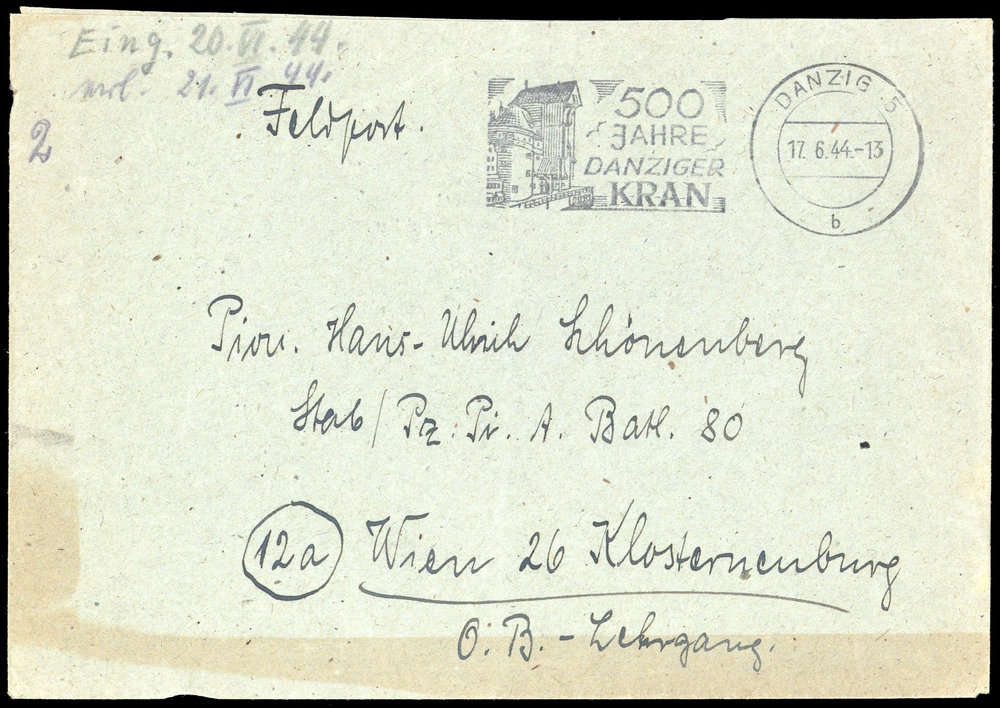 Eing. 20. VI. 44.
21. VI 44.
2
Feldpost.
500
JAHRE
DANZIGER
KRAN
DANZIG 5
17. 6. 44.-13
b
Pion. Hans-Ulrich Schönenberg
Stab / Pz. Pi. A. Batl. 80
12a Wien 26 Klosterneuburg
O. B. - Lehrgang.